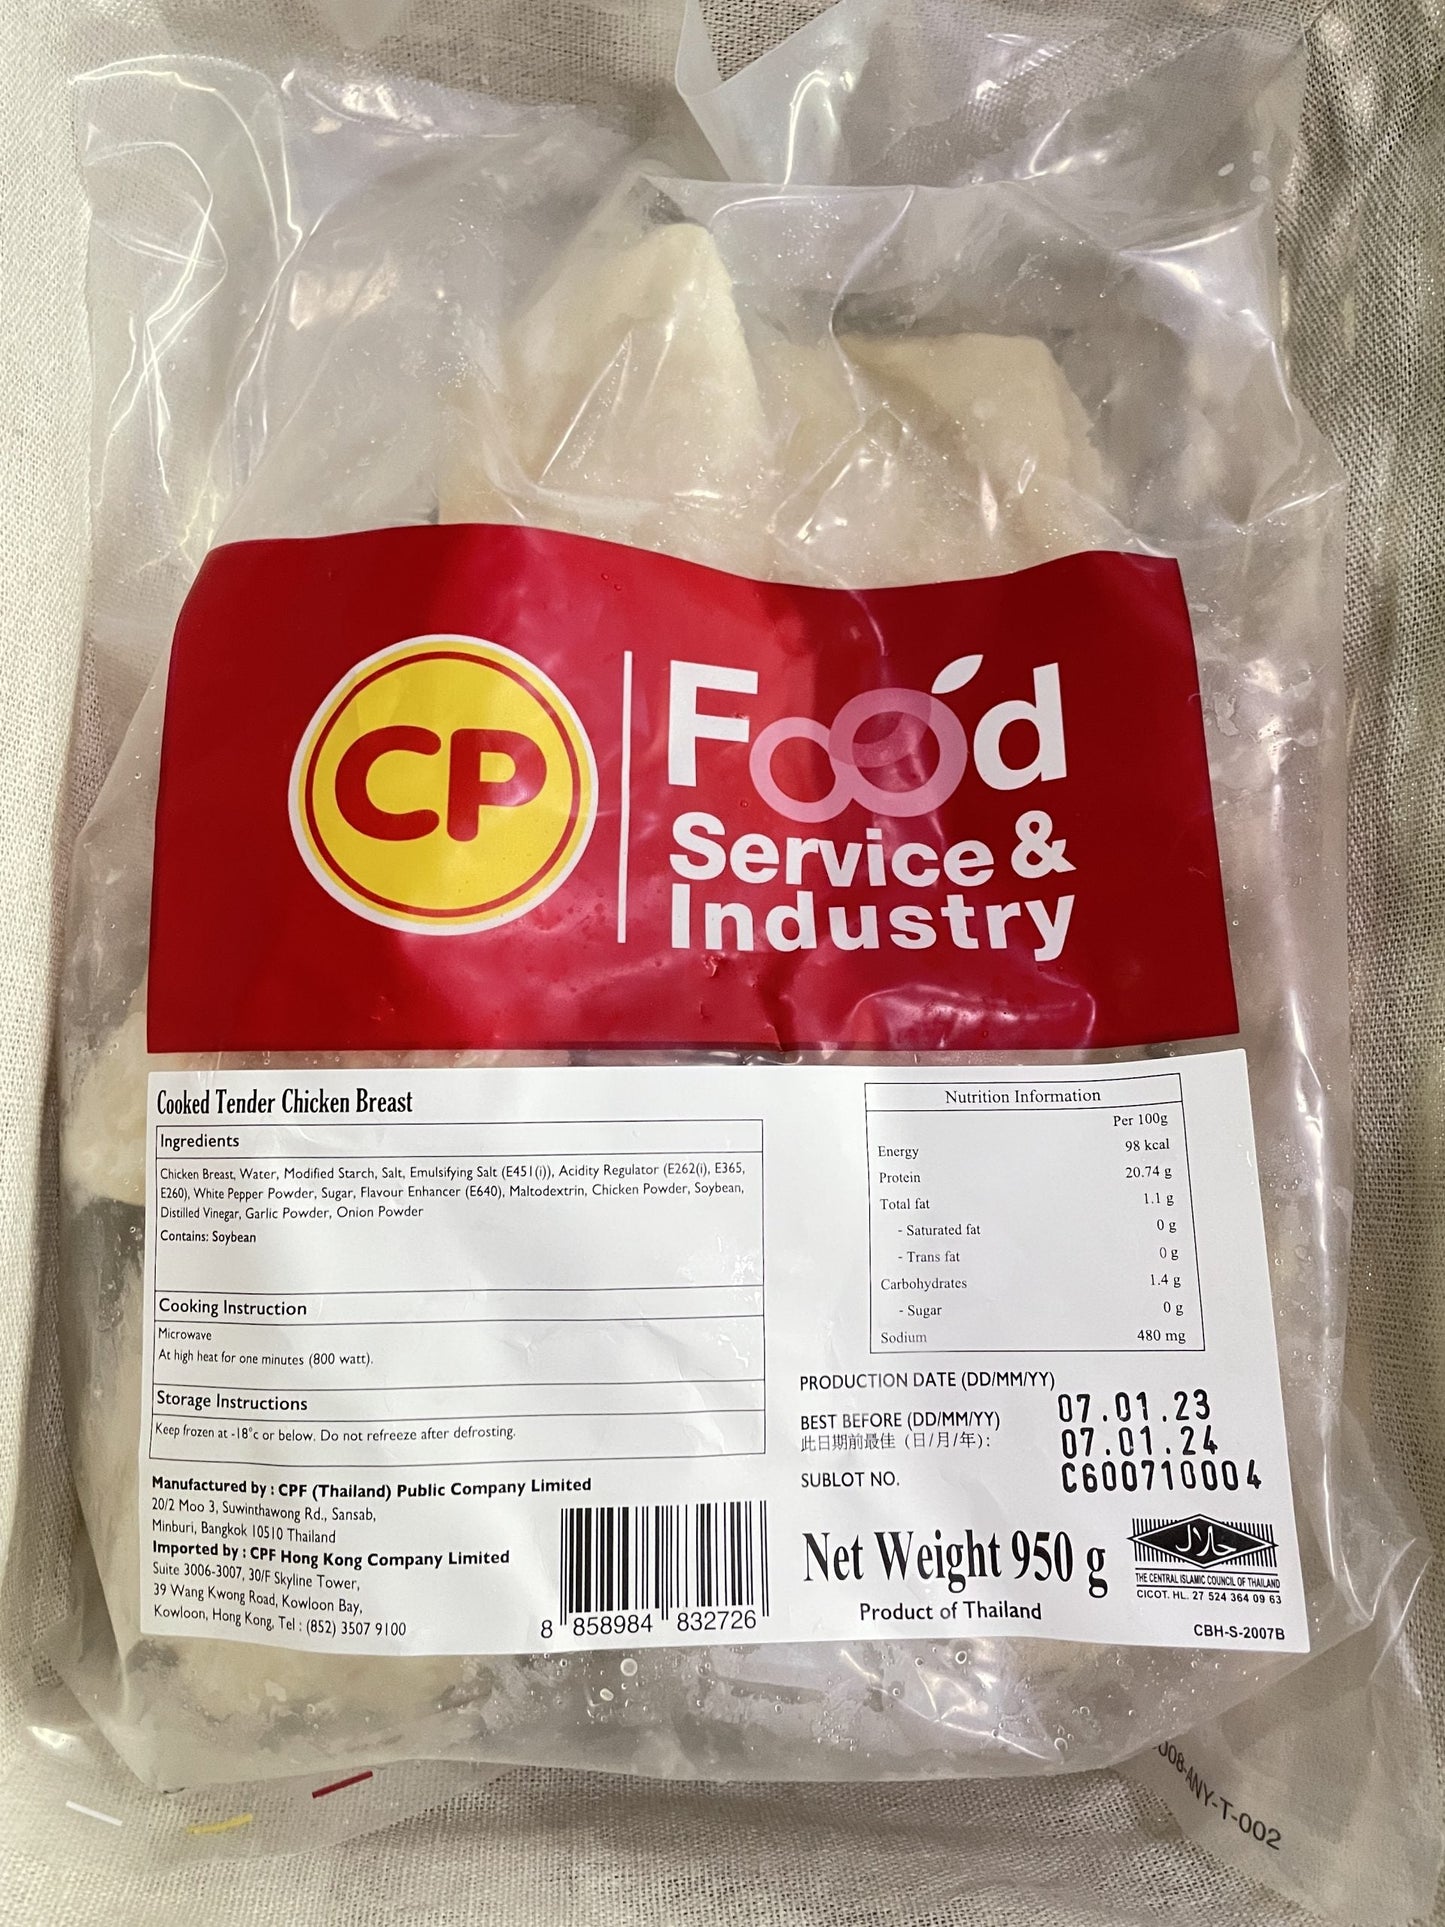 CP
Food
Service &
Industry
Cooked Tender Chicken Breast
Ingredients
Chicken Breast, Water, Modified Starch, Salt, Emulsifying Salt (E451(i)), Acidity Regulator (E262(i), E365,
E260), White Pepper Powder, Sugar, Flavour Enhancer (E640), Maltodextrin, Chicken Powder, Soybean,
Distilled Vinegar, Garlic Powder, Onion Powder
Contains: Soybean
Cooking Instruction
Microwave
At high heat for one minutes (800 watt).
Storage Instructions
Keep frozen at -18°c or below. Do not refreeze after defrosting.
Manufactured by : CPF (Thailand) Public Company Limited
20/2 Moo 3, Suwinthawong Rd., Sansab,
Minburi, Bangkok 10510 Thailand
Imported by : CPF Hong Kong Company Limited
Suite 3006-3007, 30/F Skyline Tower,
39 Wang Kwong Road, Kowloon Bay,
Kowloon, Hong Kong, Tel : (852) 3507 9100
8 858984 832726
Nutrition Information
Per 100g
Energy 98 kcal
Protein 20.74 g
Total fat 1.1 g
- Saturated fat 0 g
- Trans fat 0 g
Carbohydrates 1.4 g
- Sugar 0 g
Sodium 480 mg
PRODUCTION DATE (DD/MM/YY) 07.01.23
BEST BEFORE (DD/MM/YY) 07.01.24
此日期前最佳 (日/月/年):
SUBLOT NO. C600710004
Net Weight 950 g
Product of Thailand
حلال
THE CENTRAL ISLAMIC COUNCIL OF THAILAND
CICOT. HL. 27 524 364 09 63
CBH-S-2007B
008-ANY-T-002